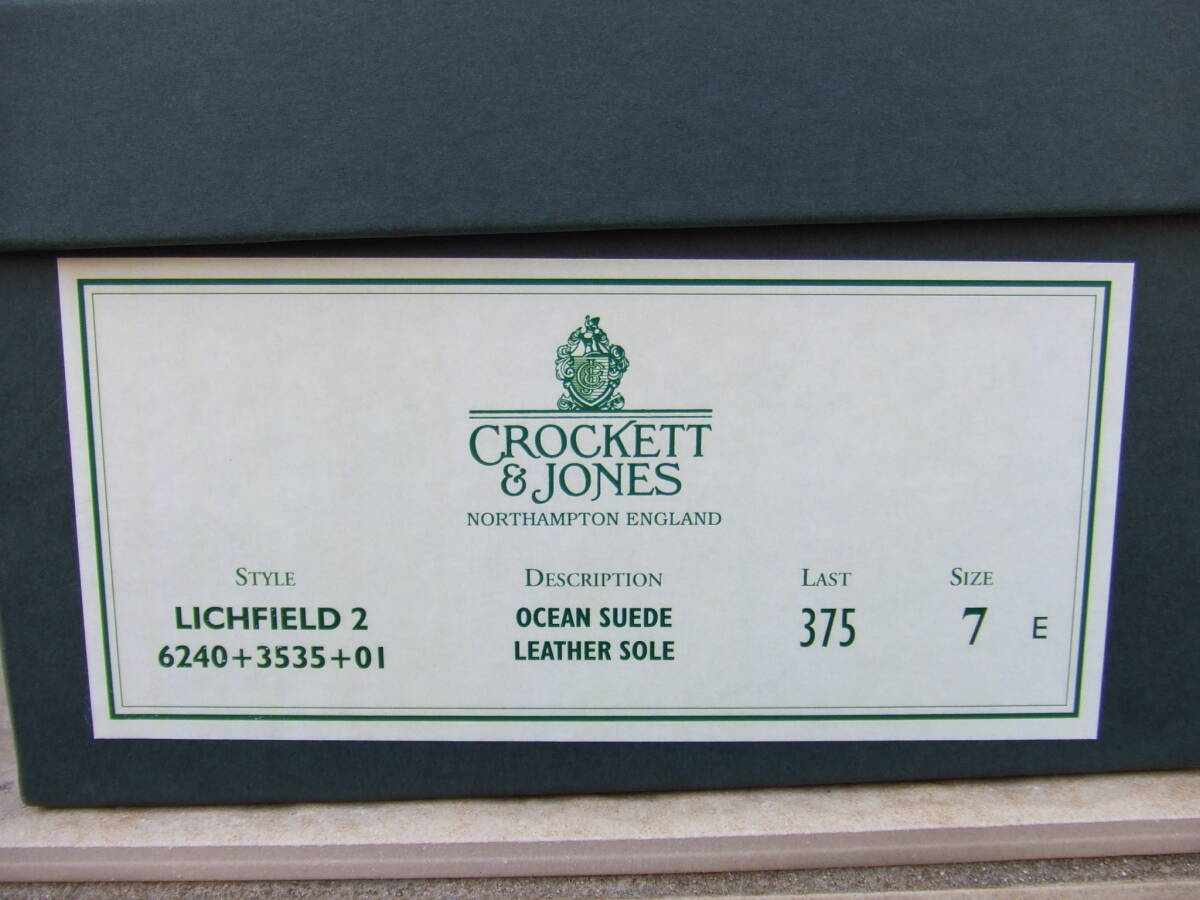 CROCKETT
& JONES
NORTHAMPTON ENGLAND
STYLE DESCRIPTION LAST SIZE
LICHFIELD 2 OCEAN SUEDE 375 7 E
6240+3535+01 LEATHER SOLE